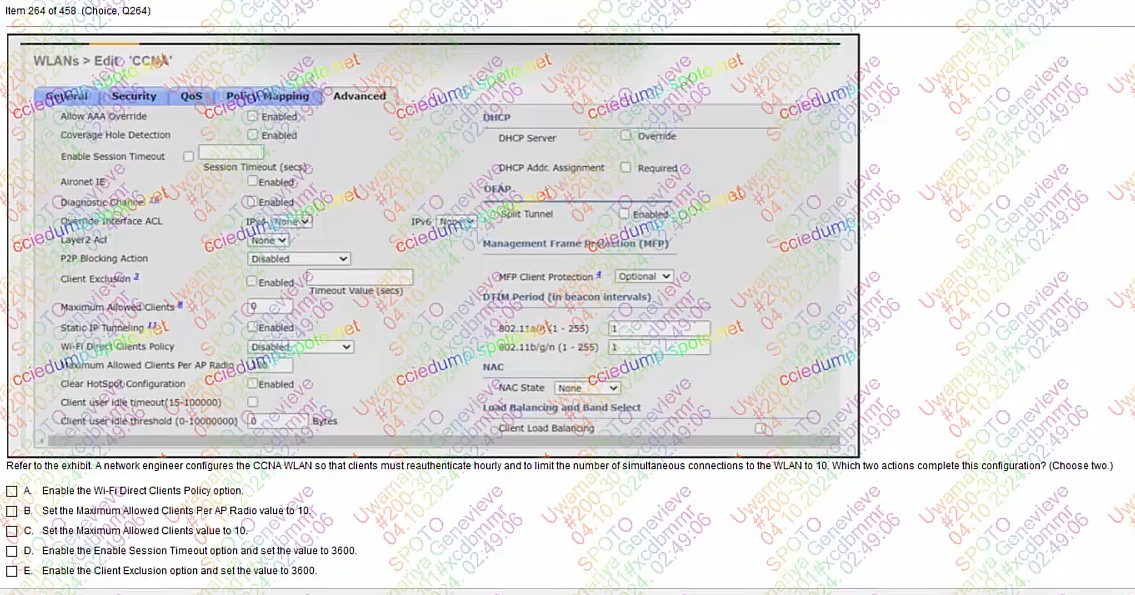 Item 264 of 458 (Choice, Q264)
WLANs > Edit 'CCNA'
General Security QoS Policy-Mapping Advanced
Allow AAA Override Enabled
Coverage Hole Detection Enabled
Enable Session Timeout
Session Timeout (secs)
Aironet IE Enabled
Diagnostic Channel Enabled
Override Interface ACL IPv4 None IPv6 None
Layer2 Acl None
P2P Blocking Action Disabled
Client Exclusion 3 Enabled
Timeout Value (secs)
Maximum Allowed Clients 8 0
Static IP Tunneling 11 Enabled
Wi-Fi Direct Clients Policy Disabled
Maximum Allowed Clients Per AP Radio
Clear HotSpot Configuration Enabled
Client user idle timeout(15-100000)
Client user idle threshold (0-10000000) 0 Bytes
DHCP
DHCP Server Override
DHCP Addr. Assignment Required
OEAP
Split Tunnel Enabled
Management Frame Protection (MFP)
MFP Client Protection 4 Optional
DTIM Period (in beacon intervals)
802.11a/n (1 - 255) 1
802.11b/g/n (1 - 255) 1
NAC
NAC State None
Load Balancing and Band Select
Client Load Balancing
Refer to the exhibit. A network engineer configures the CCNA WLAN so that clients must reauthenticate hourly and to limit the number of simultaneous connections to the WLAN to 10. Which two actions complete this configuration? (Choose two.)
A. Enable the Wi-Fi Direct Clients Policy option.
B. Set the Maximum Allowed Clients Per AP Radio value to 10.
C. Set the Maximum Allowed Clients value to 10.
D. Enable the Enable Session Timeout option and set the value to 3600.
E. Enable the Client Exclusion option and set the value to 3600.
cciedump.spoto.net